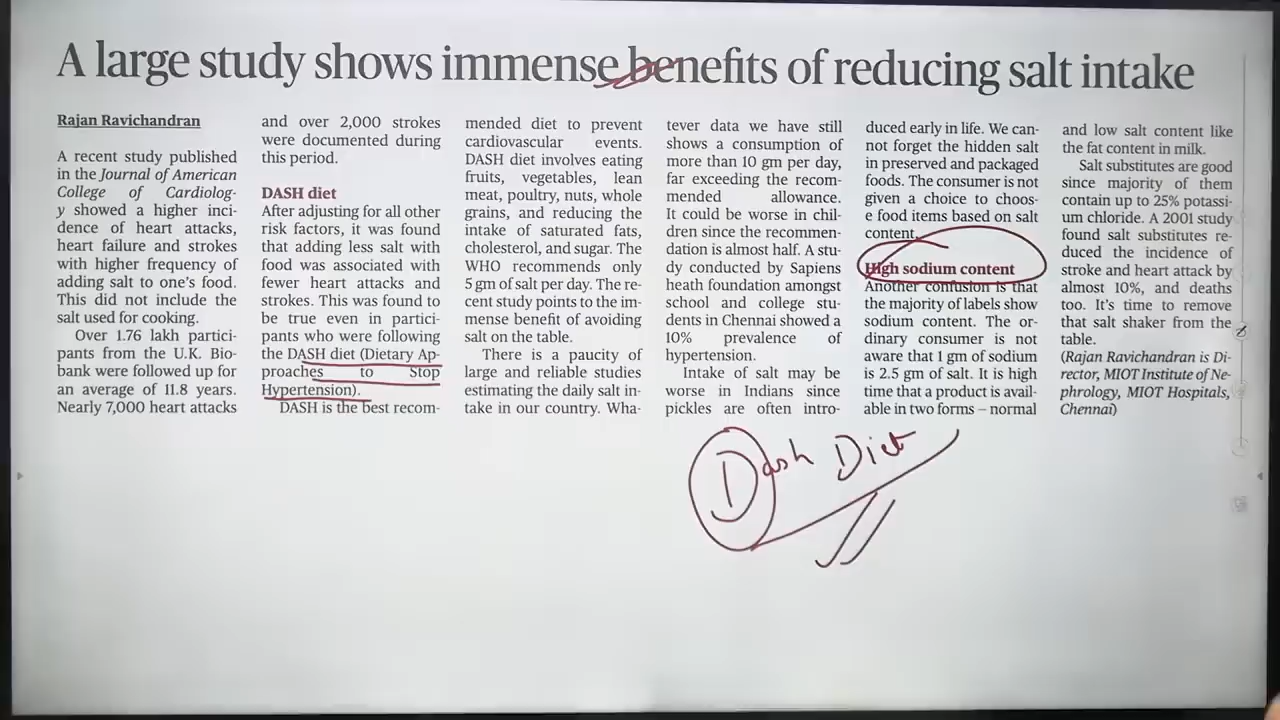 A large study shows immense benefits of reducing salt intake
Rajan Ravichandran
A recent study published
in the Journal of American
College of Cardiolog-
y showed a higher inci-
dence of heart attacks,
heart failure and strokes
with higher frequency of
adding salt to one's food.
This did not include the
salt used for cooking.
Over 1.76 lakh partici-
pants from the U.K. Bio-
bank were followed up for
an average of 11.8 years.
Nearly 7,000 heart attacks
and over 2,000 strokes
were documented during
this period.
DASH diet
After adjusting for all other
risk factors, it was found
that adding less salt with
food was associated with
fewer heart attacks and
strokes. This was found to
be true even in partici-
pants who were following
the DASH diet (Dietary Ap-
proaches to Stop
Hypertension).
DASH is the best recom-
mended diet to prevent
cardiovascular events.
DASH diet involves eating
fruits, vegetables, lean
meat, poultry, nuts, whole
grains, and reducing the
intake of saturated fats,
cholesterol, and sugar. The
WHO recommends only
5 gm of salt per day. The re-
cent study points to the im-
mense benefit of avoiding
salt on the table.
There is a paucity of
large and reliable studies
estimating the daily salt in-
take in our country. Wha-
tever data we have still
shows a consumption of
more than 10 gm per day,
far exceeding the recom-
mended allowance.
It could be worse in chil-
dren since the recommen-
dation is almost half. A stu-
dy conducted by Sapiens
heath foundation amongst
school and college stu-
dents in Chennai showed a
10% prevalence of
hypertension.
Intake of salt may be
worse in Indians since
pickles are often intro-
duced early in life. We can-
not forget the hidden salt
in preserved and packaged
foods. The consumer is not
given a choice to choos-
e food items based on salt
content.
High sodium content
Another confusion is that
the majority of labels show
sodium content. The or-
dinary consumer is not
aware that 1 gm of sodium
is 2.5 gm of salt. It is high
time that a product is avail-
able in two forms – normal
and low salt content like
the fat content in milk.
Salt substitutes are good
since majority of them
contain up to 25% potassi-
um chloride. A 2001 study
found salt substitutes re-
duced the incidence of
stroke and heart attack by
almost 10%, and deaths
too. It's time to remove
that salt shaker from the
table.
(Rajan Ravichandran is Di-
rector, MIOT Institute of Ne-
phrology, MIOT Hospitals,
Chennai)
Dash Diet